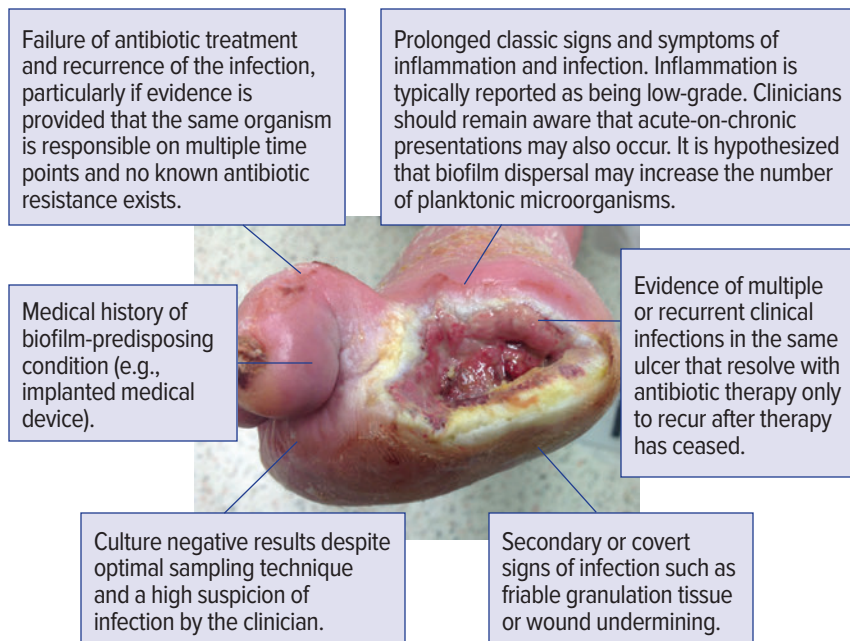 Failure of antibiotic treatment
and recurrence of the infection,
particularly if evidence is
provided that the same organism
is responsible on multiple time
points and no known antibiotic
resistance exists.
Prolonged classic signs and symptoms of
inflammation and infection. Inflammation is
typically reported as being low-grade. Clinicians
should remain aware that acute-on-chronic
presentations may also occur. It is hypothesized
that biofilm dispersal may increase the number
of planktonic microorganisms.
Medical history of
biofilm-predisposing
condition (e.g.,
implanted medical
device).
Evidence of multiple
or recurrent clinical
infections in the same
ulcer that resolve with
antibiotic therapy only
to recur after therapy
has ceased.
Culture negative results despite
optimal sampling technique
and a high suspicion of
infection by the clinician.
Secondary or covert
signs of infection such as
friable granulation tissue
or wound undermining.